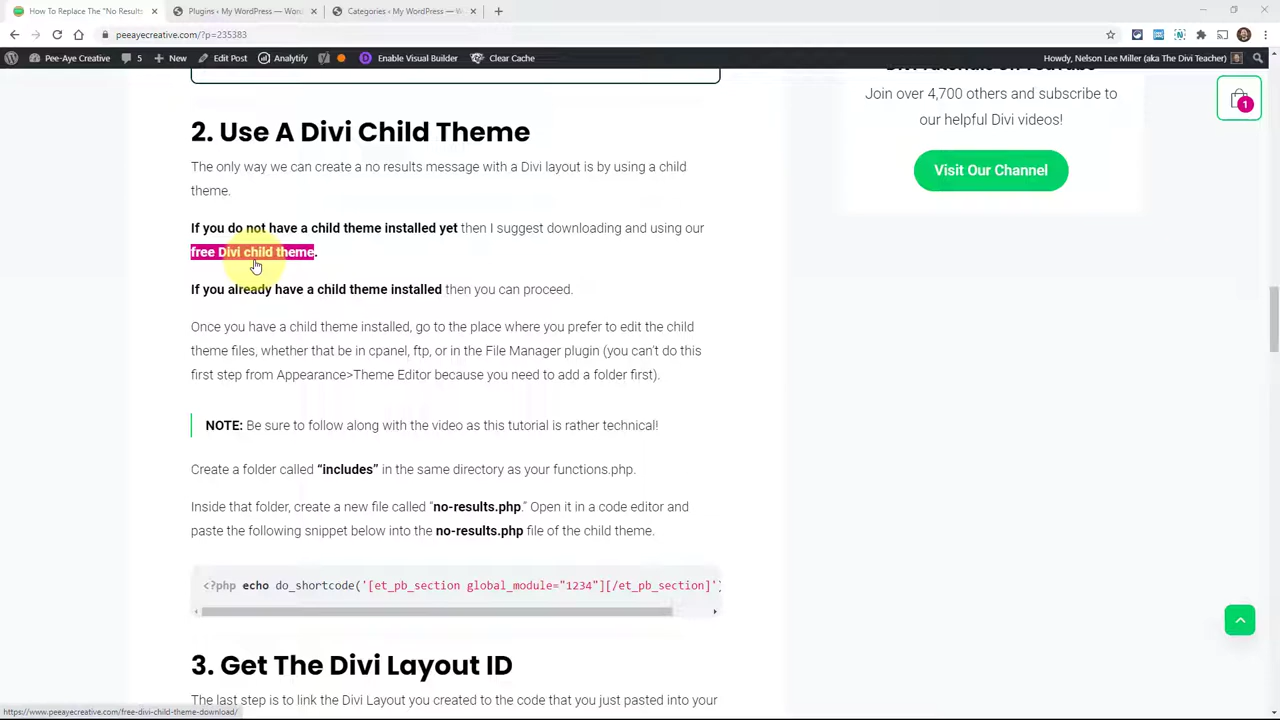 How To Replace The "No Results
Plugins ‹ My WordPress — Word
Categories ‹ My WordPress — W
peeayecreative.com/?p=235383
Pee-Aye Creative
5
New
Edit Post
Analytify
Enable Visual Builder
Clear Cache
Howdy, Nelson Lee Miller (aka The Divi Teacher)
Join over 4,700 others and subscribe to
our helpful Divi videos!
Visit Our Channel
1
2. Use A Divi Child Theme
The only way we can create a no results message with a Divi layout is by using a child
theme.
If you do not have a child theme installed yet then I suggest downloading and using our
free Divi child theme.
If you already have a child theme installed then you can proceed.
Once you have a child theme installed, go to the place where you prefer to edit the child
theme files, whether that be in cpanel, ftp, or in the File Manager plugin (you can't do this
first step from Appearance>Theme Editor because you need to add a folder first).
NOTE: Be sure to follow along with the video as this tutorial is rather technical!
Create a folder called “includes” in the same directory as your functions.php.
Inside that folder, create a new file called “no-results.php.” Open it in a code editor and
paste the following snippet below into the no-results.php file of the child theme.
<?php echo do_shortcode('[et_pb_section global_module="1234"][/et_pb_section]')
3. Get The Divi Layout ID
The last step is to link the Divi Layout you created to the code that you just pasted into your
https://www.peeayecreative.com/free-divi-child-theme-download/